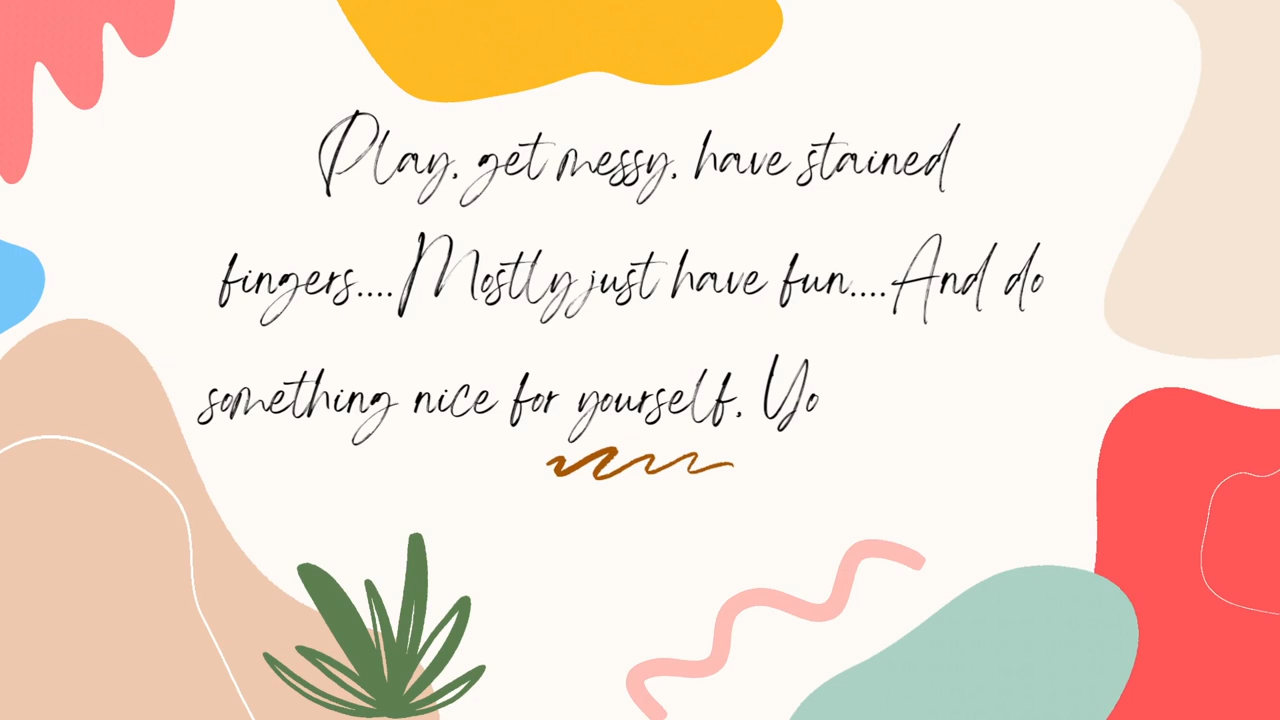 Play, get messy, have stained
fingers....Mostly just have fun....And do
something nice for yourself. Yo